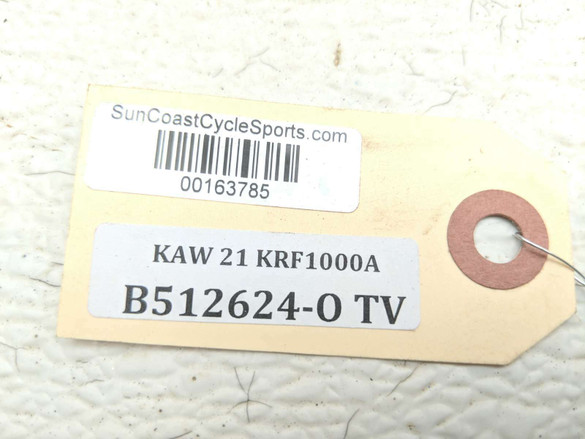 SunCoastCycleSports.com
00163785
KAW 21 KRF1000A
B512624-O TV